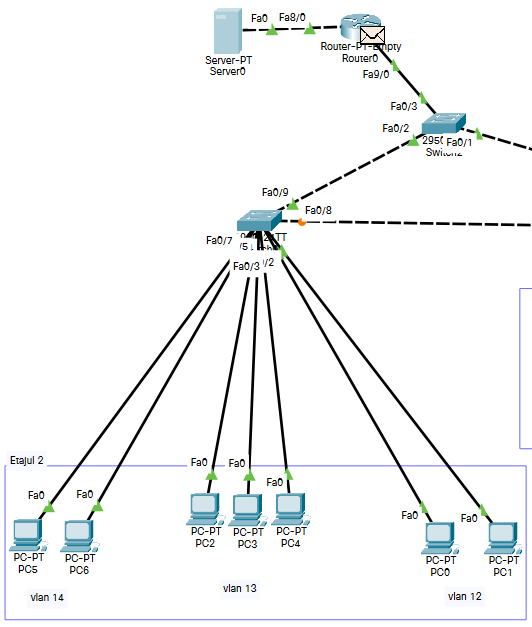 Fa0
Fa8/0
Server-PT
Server0
Router-PT-Empty
Router0
Fa9/0
Fa0/3
Fa0/2
Fa0/1
Fa0/9
Fa0/8
Fa0/7
Fa0/3
/2
Etajul 2
Fa0
Fa0
Fa0
Fa0
Fa0
Fa0
Fa0
PC-PT
PC5
PC-PT
PC6
PC-PT
PC2
PC-PT
PC3
PC-PT
PC4
PC-PT
PC0
PC-PT
PC1
vlan 14
vlan 13
vlan 12